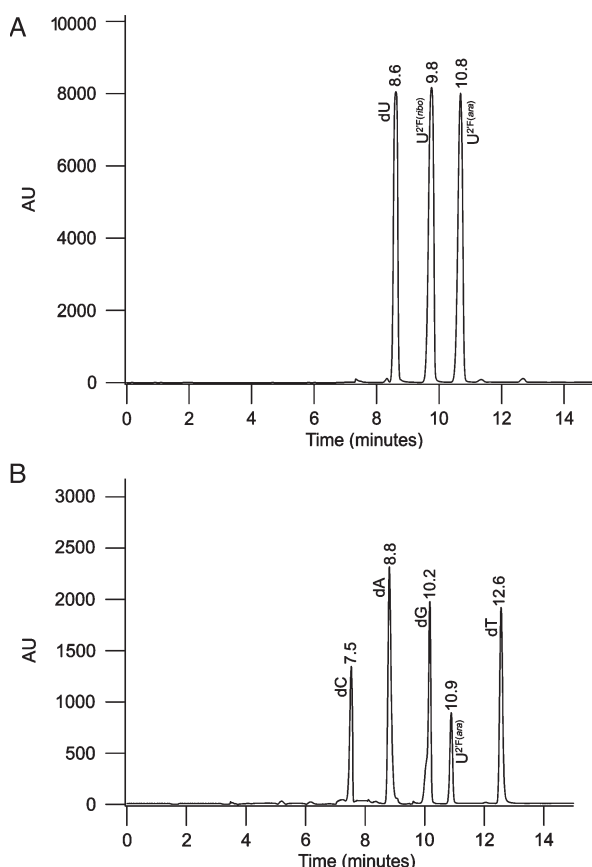 A
10000
8000
6000
4000
2000
0
AU
dU
8.6
U2'F(ribo)
9.8
10.8
U2'F(ara)
0 2 4 6 8 10 12 14
Time (minutes)
B
3000
2500
2000
1500
1000
500
0
AU
dC
7.5
dA
8.8
dG
10.2
10.9
U2'F(ara)
dT
12.6
0 2 4 6 8 10 12 14
Time (minutes)